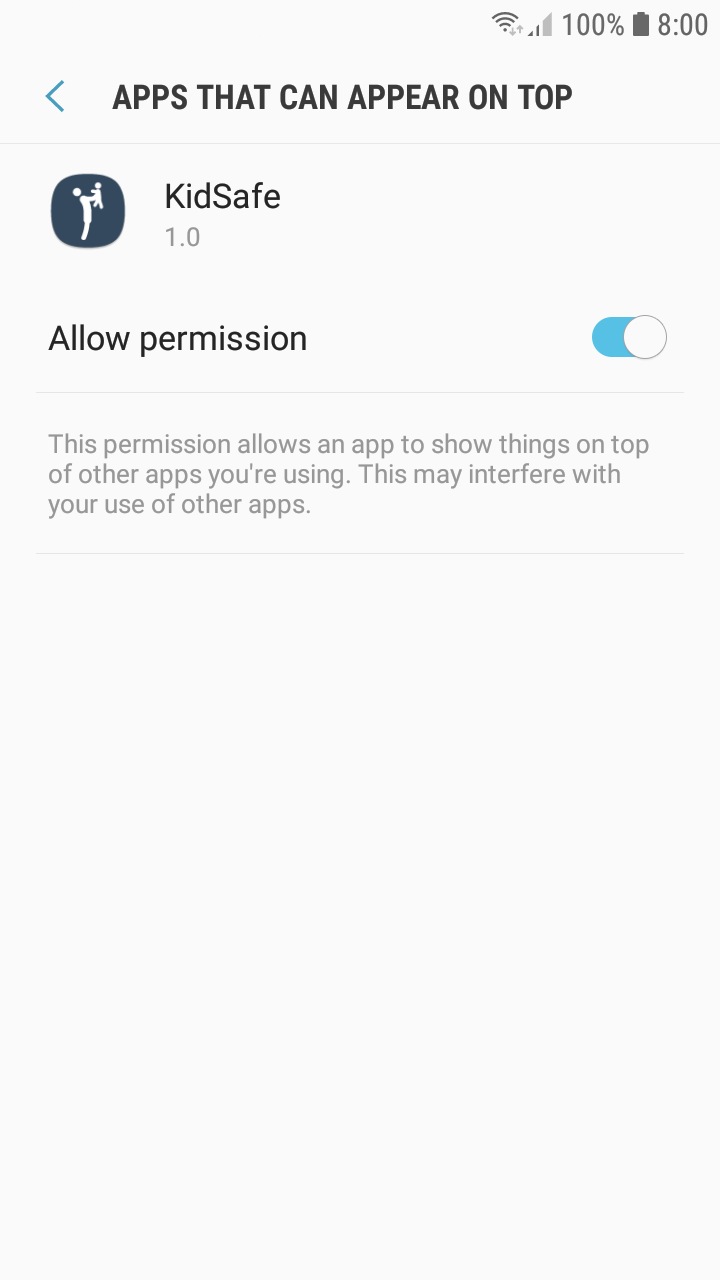 100% 8:00
APPS THAT CAN APPEAR ON TOP
KidSafe
1.0
Allow permission
This permission allows an app to show things on top
of other apps you're using. This may interfere with
your use of other apps.